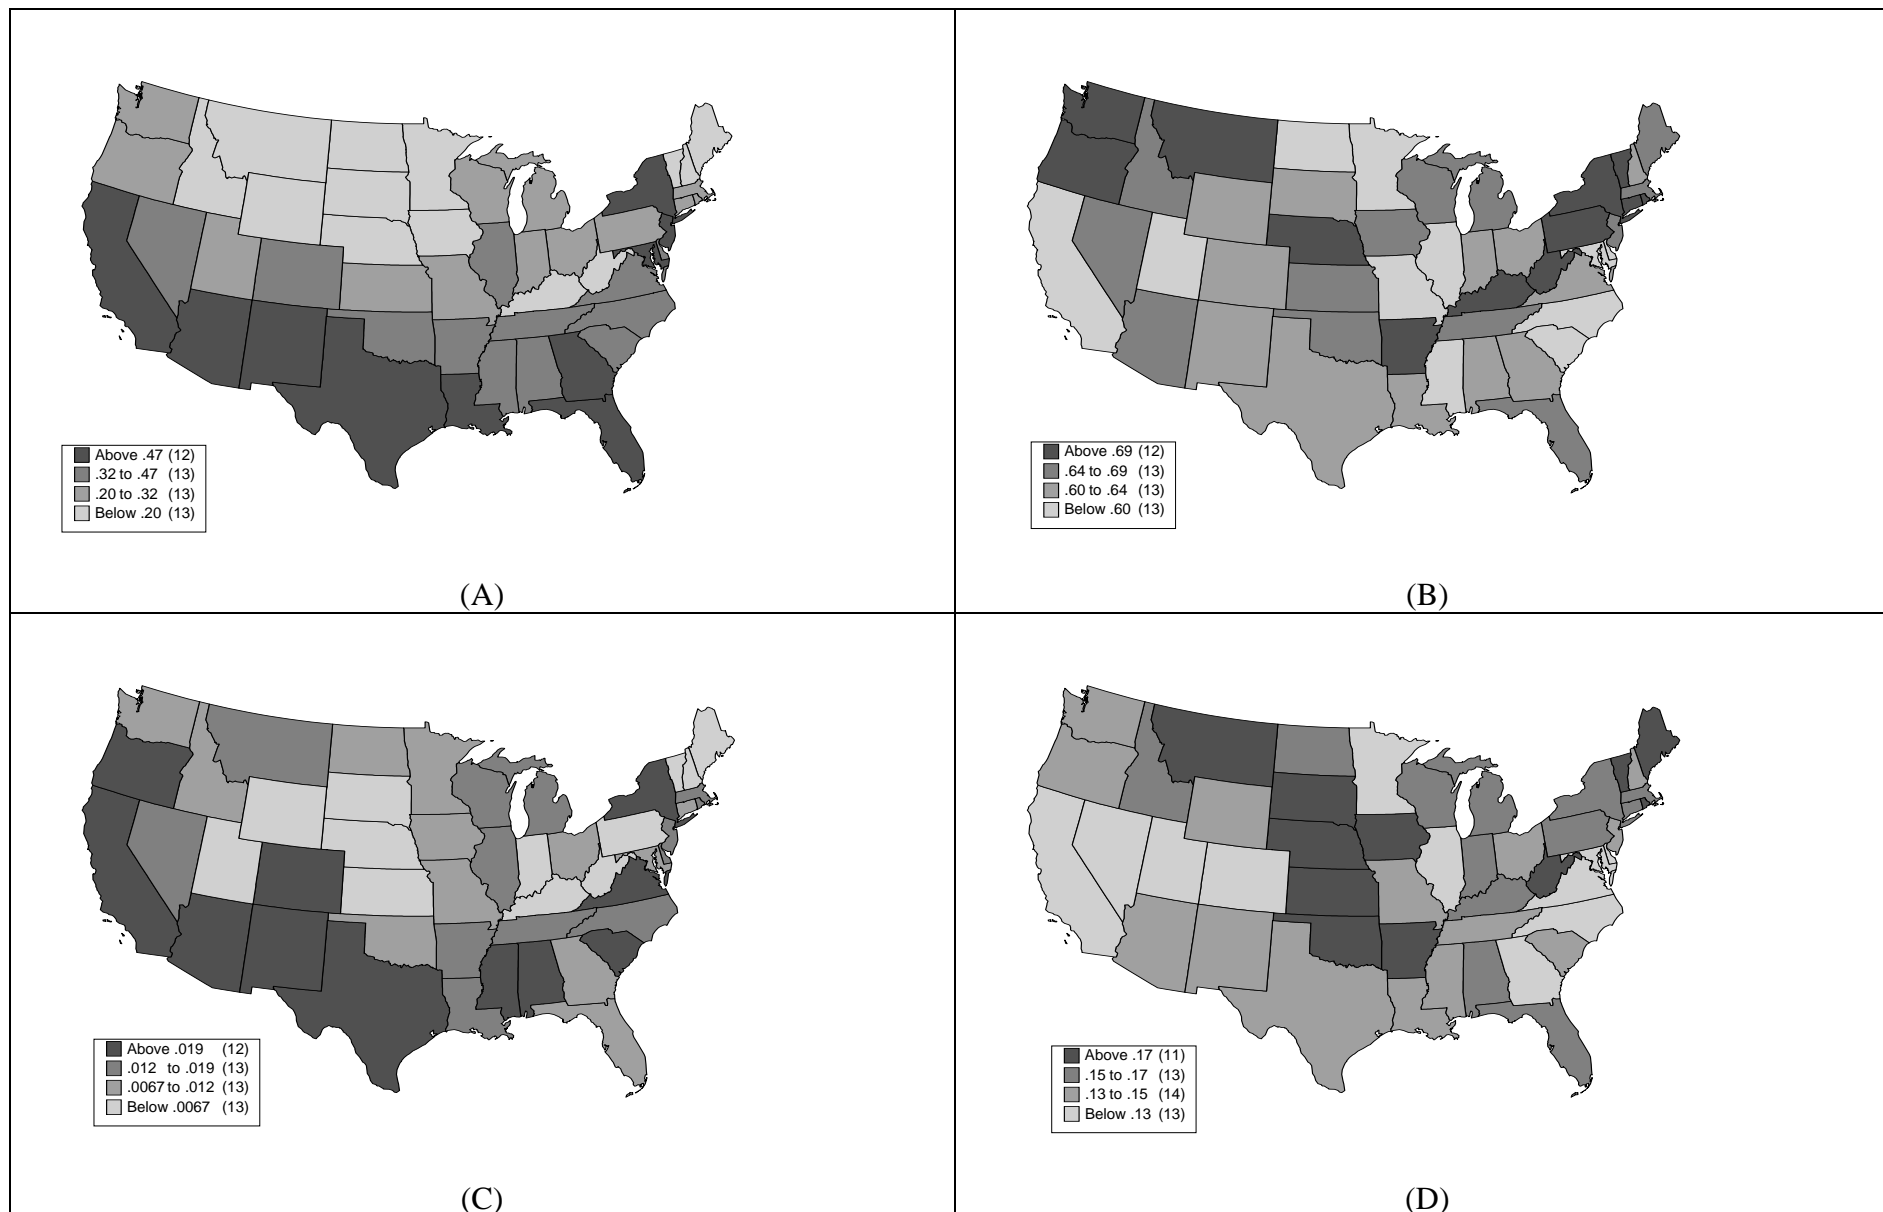 Above .47 (12)
.32 to .47 (13)
.20 to .32 (13)
Below .20 (13)
(A)
Above .69 (12)
.64 to .69 (13)
.60 to .64 (13)
Below .60 (13)
(B)
Above .019 (12)
.012 to .019 (13)
.0067 to .012 (13)
Below .0067 (13)
(C)
Above .17 (11)
.15 to .17 (13)
.13 to .15 (14)
Below .13 (13)
(D)